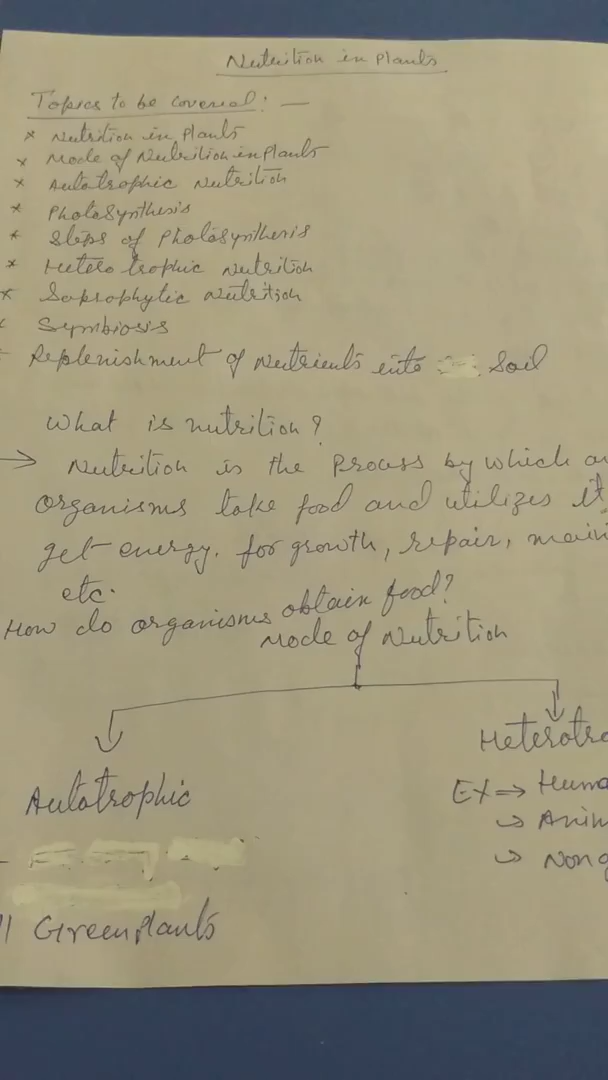 Nutrition in Plants
Topics to be covered: —
* Nutrition in Plants
* Mode of Nutrition in Plants
* Autotrophic Nutrition
* Photosynthesis
* Steps of Photosynthesis
* Heterotrophic Nutrition
* Saprophytic Nutrition
* Symbiosis
- Replenishment of Nutrients into Soil
What is nutrition?
→ Nutrition is the process by which
organisms take food and utilizes it
get energy. for growth, repair,
etc.
How do organisms obtain food?
Mode of Nutrition
Autotrophic
Heterotro
EX ⇒ Huma
→ Anim
→ Non g
Green plants